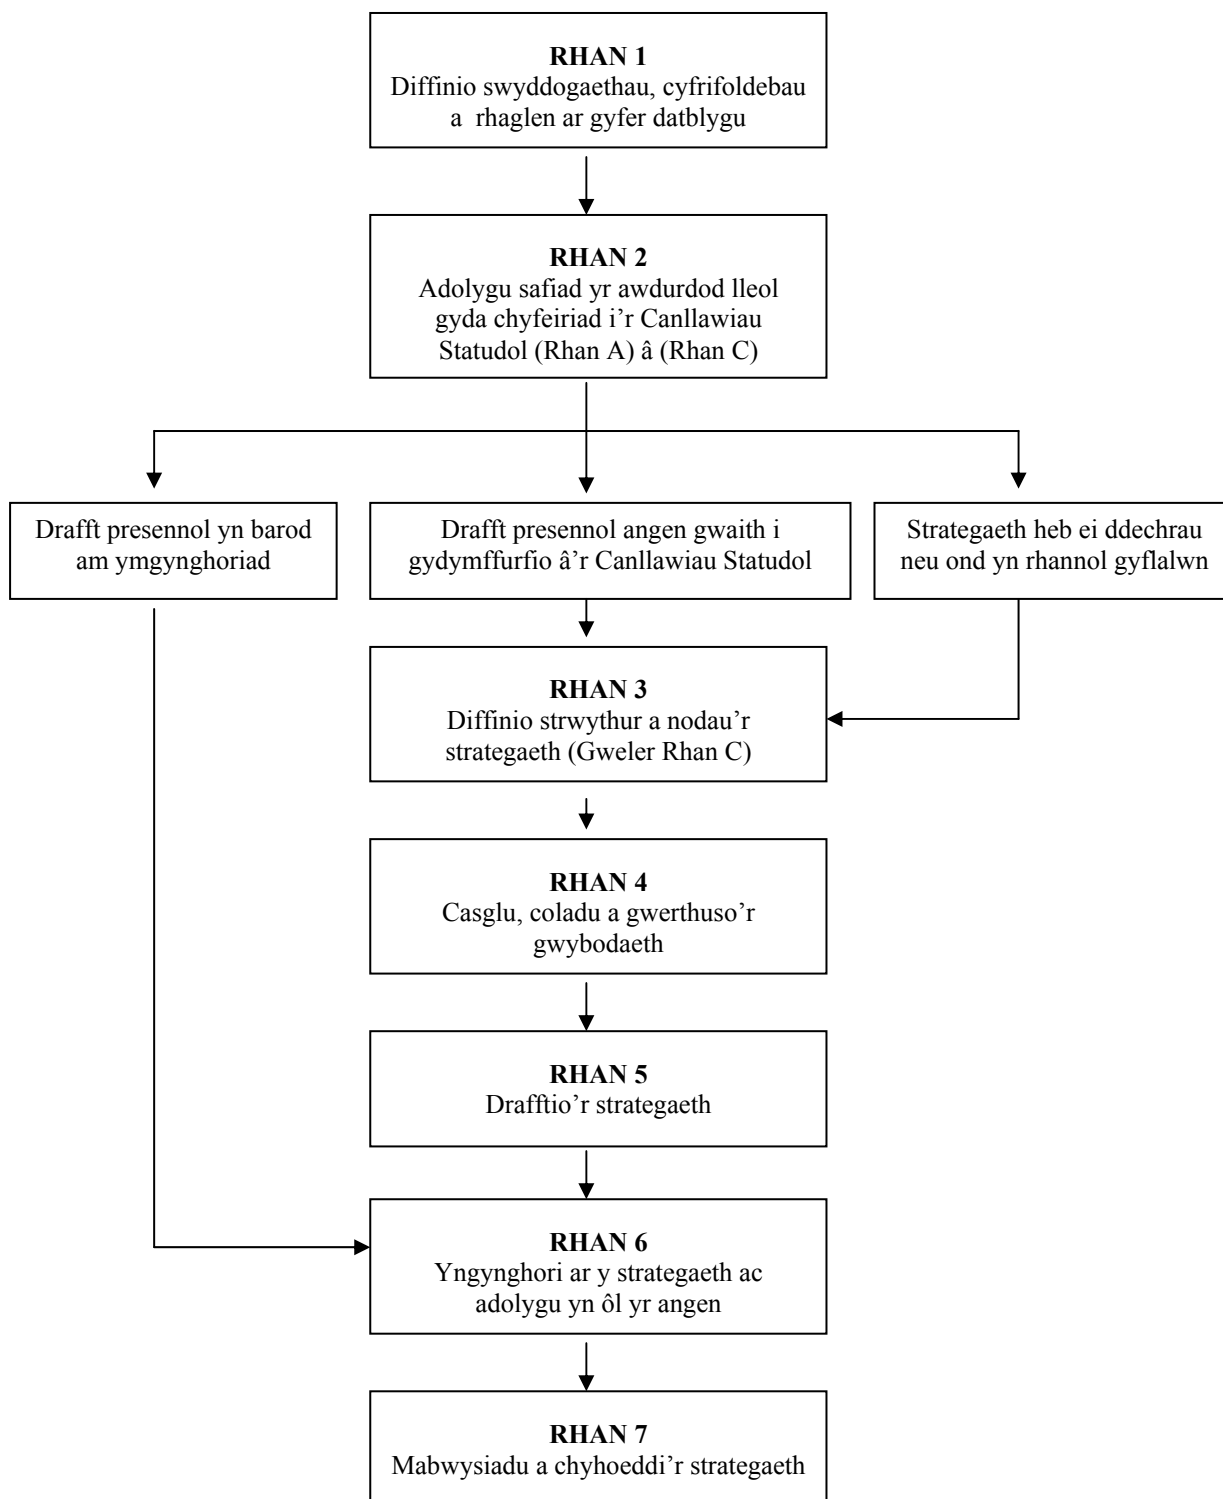 RHAN 1
Diffinio swyddogaethau, cyfrifoldebau
a rhaglen ar gyfer datblygu
RHAN 2
Adolygu safiad yr awdurdod lleol
gyda chyfeiriad i’r Canllawiau
Statudol (Rhan A) â (Rhan C)
Drafft presennol yn barod
am ymgynghoriad
Drafft presennol angen gwaith i
gydymffurfio â’r Canllawiau Statudol
Strategaeth heb ei ddechrau
neu ond yn rhannol gyflalwn
RHAN 3
Diffinio strwythur a nodau’r
strategaeth (Gweler Rhan C)
RHAN 4
Casglu, coladu a gwerthuso’r
gwybodaeth
RHAN 5
Drafftio’r strategaeth
RHAN 6
Yngynghori ar y strategaeth ac
adolygu yn ôl yr angen
RHAN 7
Mabwysiadu a chyhoeddi’r strategaeth